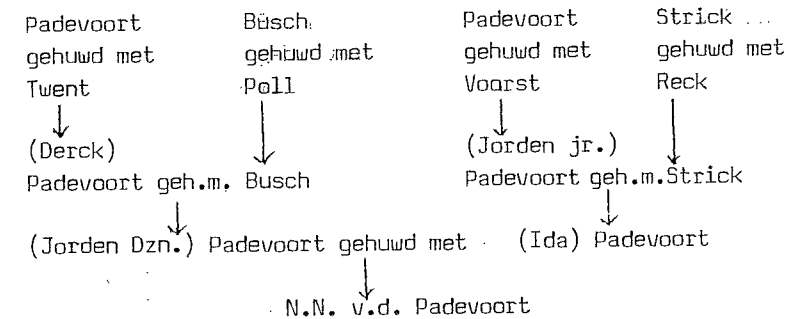 Padevoort Büsch Padevoort Strick ...
gehuwd met gehuwd met gehuwd met gehuwd met
Twent Poll Voorst Reck
(Derck) (Jorden jr.)
Padevoort geh.m. Busch Padevoort geh.m.Strick
(Jorden Dzn.) Padevoort gehuwd met (Ida) Padevoort
N.N. v.d. Padevoort